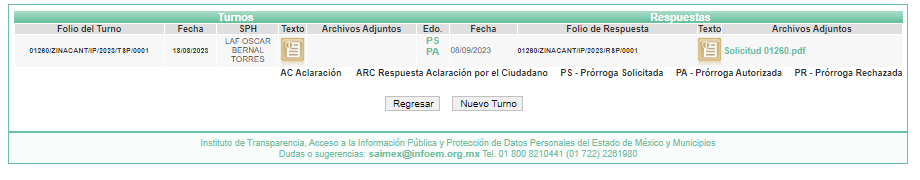 Turnos Respuestas
Folio del Turno Fecha SPH Texto Archivos Adjuntos Edo. Fecha Folio de Respuesta Texto Archivos Adjuntos
01260/ZINACANT/IP/2023/TSP/0001 18/08/2023 LAF OSCAR BERNAL TORRES PS PA 08/09/2023 01260/ZINACANT/IP/2023/RSP/0001 Solicitud 01260.pdf
AC Aclaración ARC Respuesta Aclaración por el Ciudadano PS - Prórroga Solicitada PA - Prórroga Autorizada PR - Prórroga Rechazada
Regresar Nuevo Turno
Instituto de Transparencia, Acceso a la Información Pública y Protección de Datos Personales del Estado de México y Municipios
Dudas o sugerencias: saimex@infoem.org.mx Tel. 01 800 8210441 (01 722) 2261980